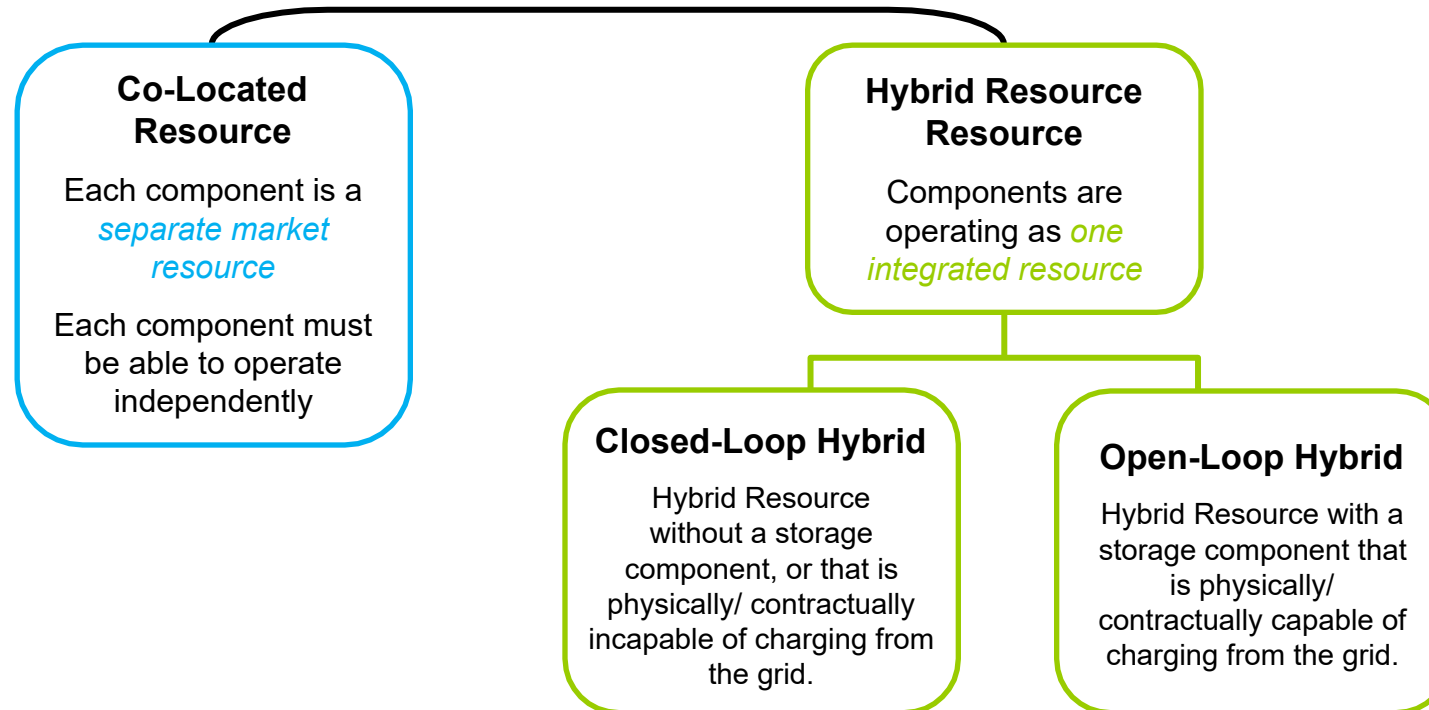 Co-Located
Resource
Each component is a
separate market
resource
Each component must
be able to operate
independently
Hybrid Resource
Resource
Components are
operating as one
integrated resource
Closed-Loop Hybrid
Hybrid Resource
without a storage
component, or that is
physically/ contractually
incapable of charging from
the grid.
Open-Loop Hybrid
Hybrid Resource with a
storage component that
is physically/
contractually capable of
charging from the grid.